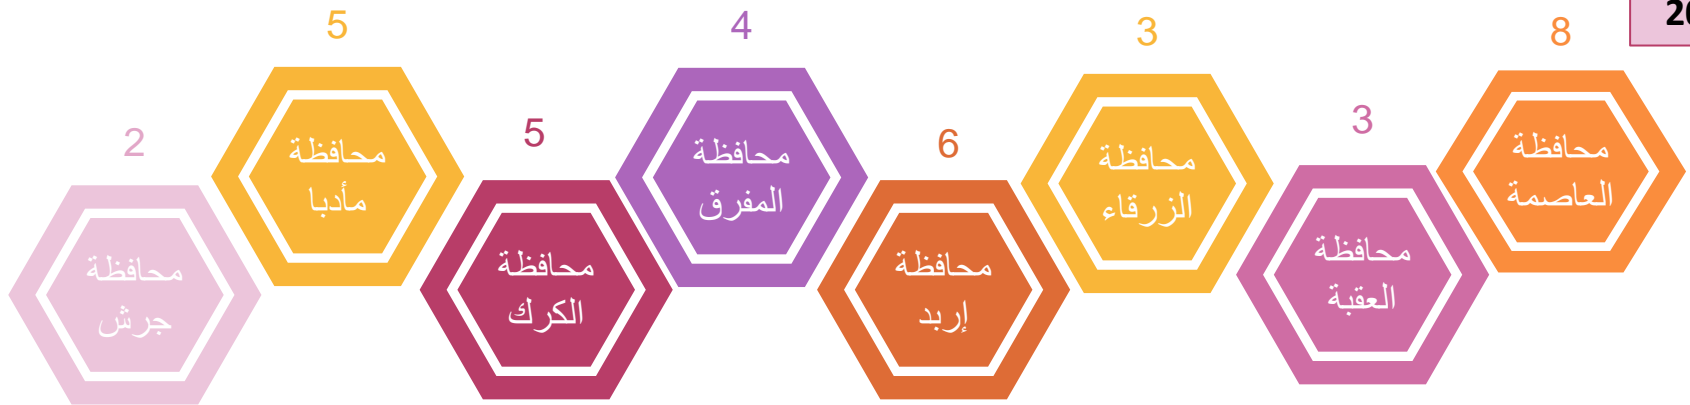 8
محافظة
العاصمة
3
محافظة
العقبة
3
محافظة
الزرقاء
6
محافظة
إربد
4
محافظة
المفرق
5
محافظة
الكرك
5
محافظة
مأدبا
2
محافظة
جرش